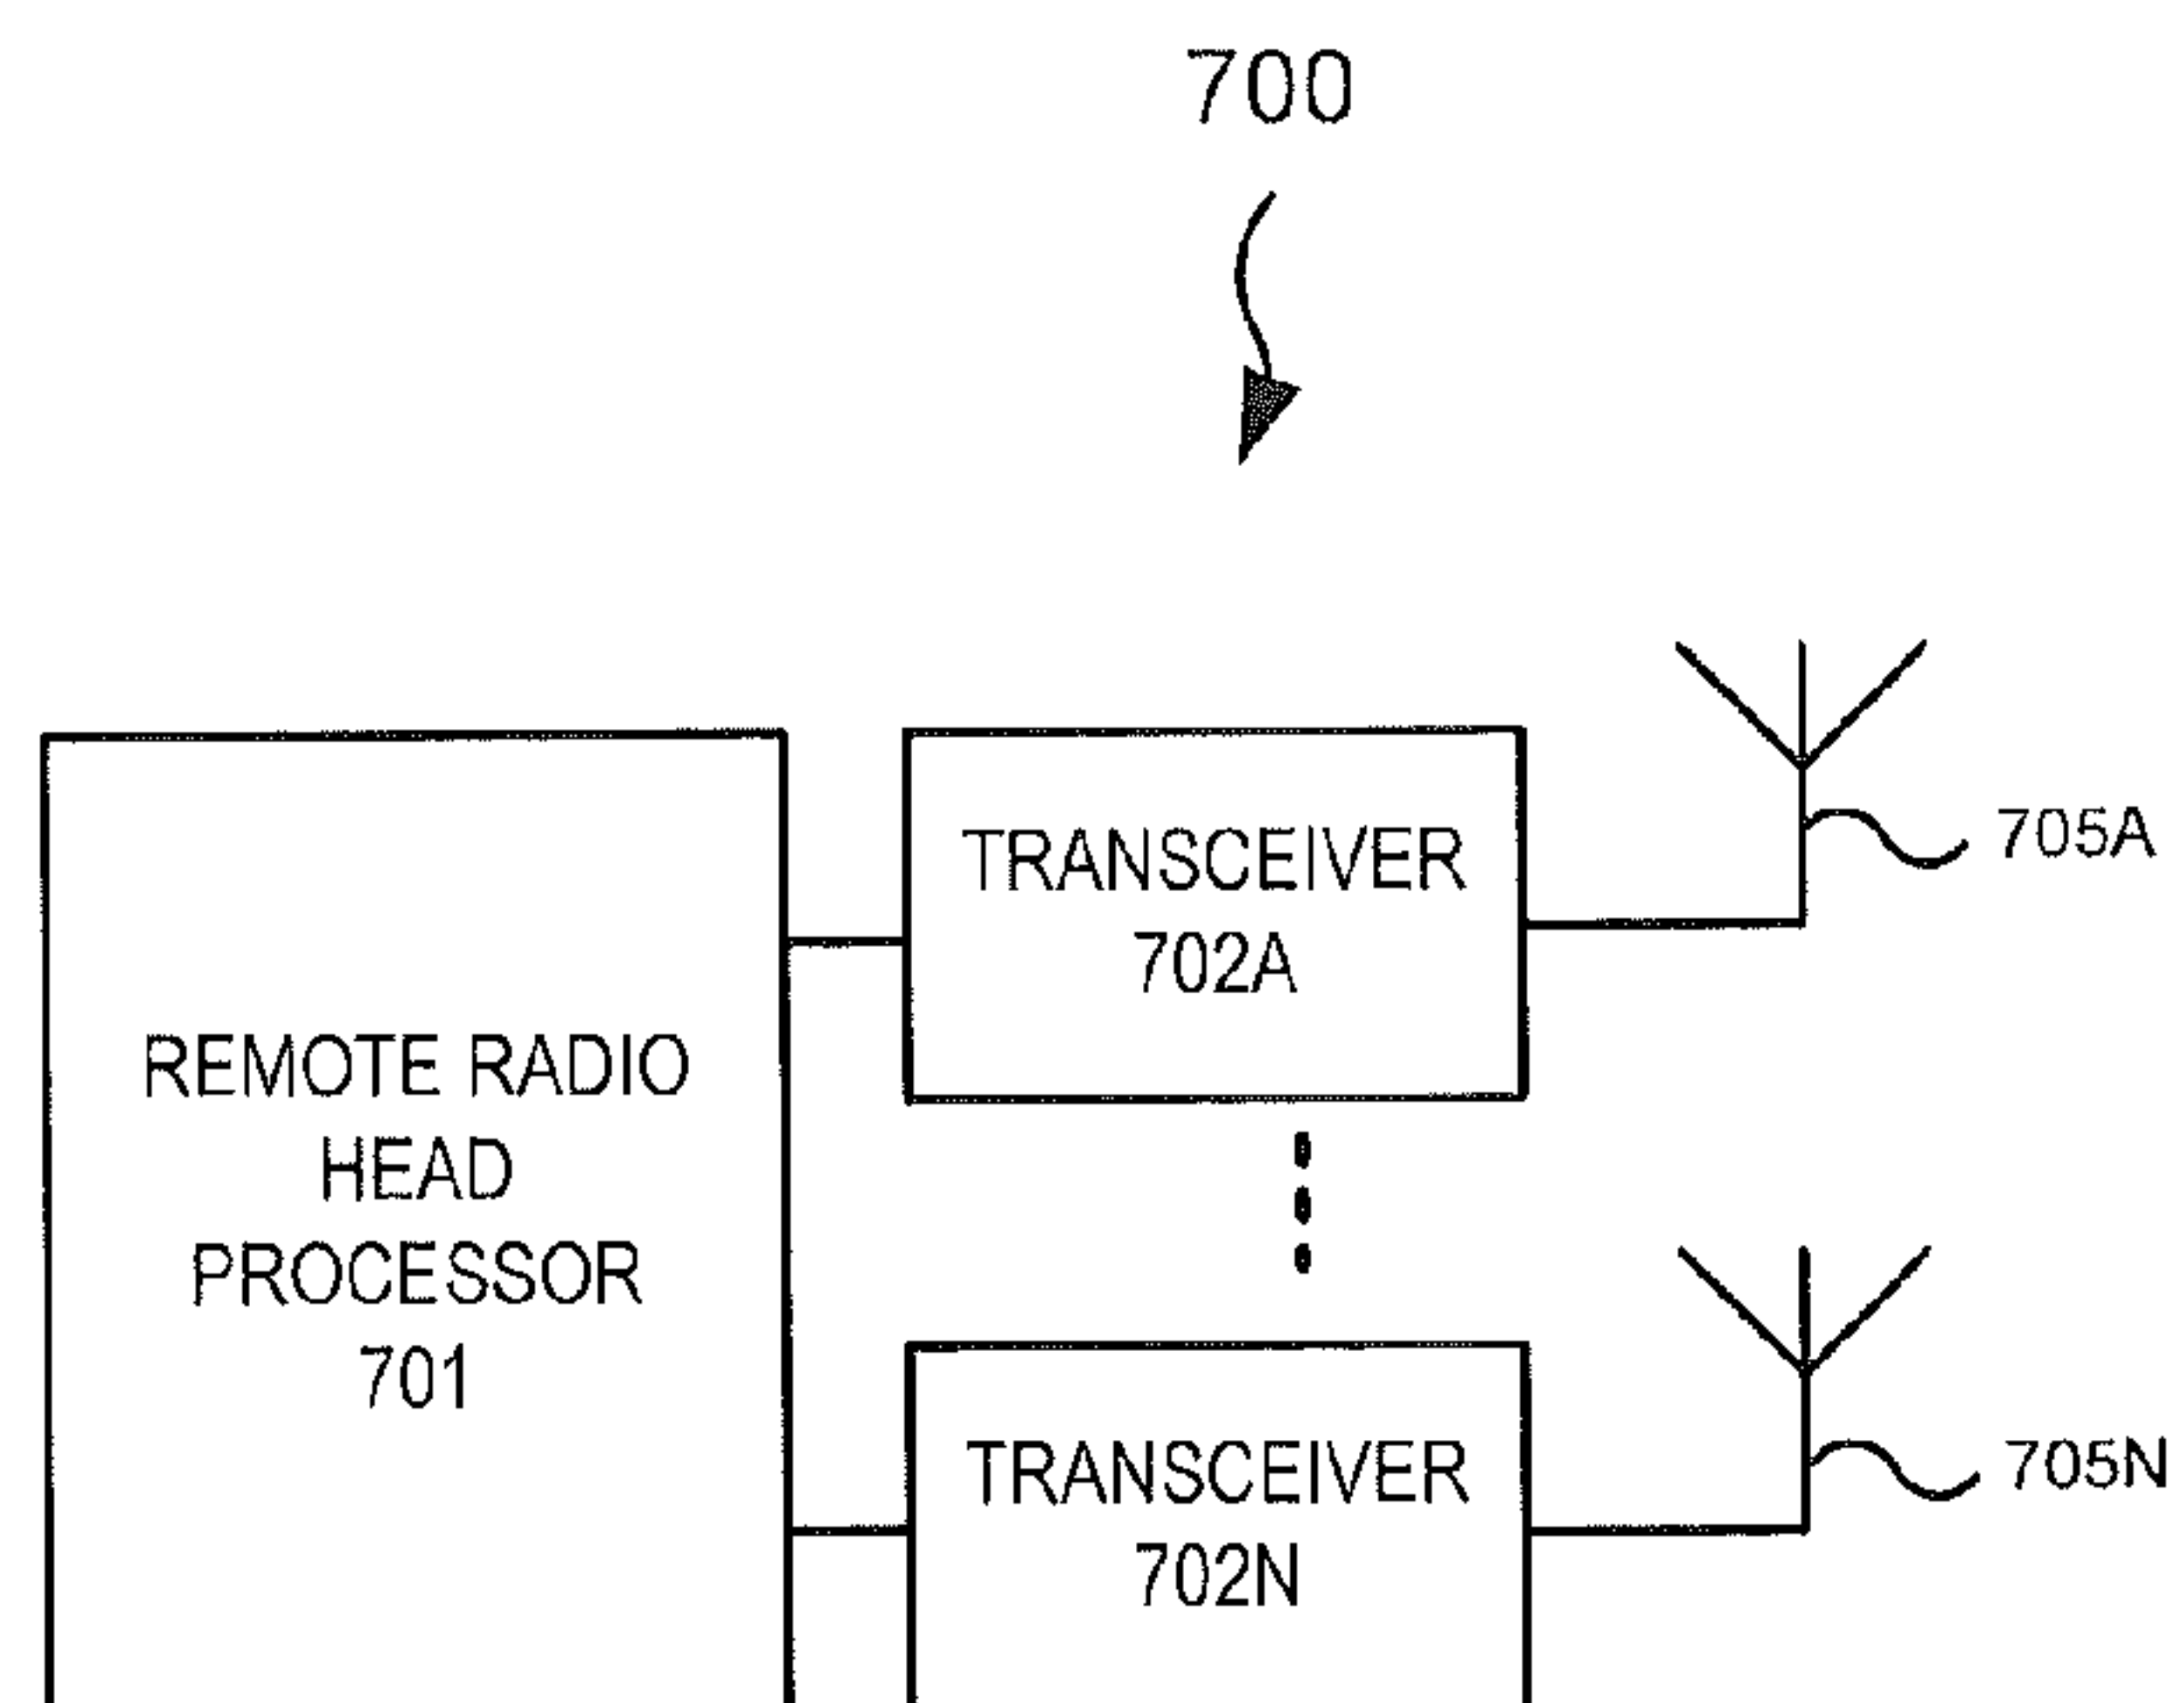 700
TRANSCEIVER
702A
705A
REMOTE RADIO
HEAD
PROCESSOR
701
TRANSCEIVER
702N
705N